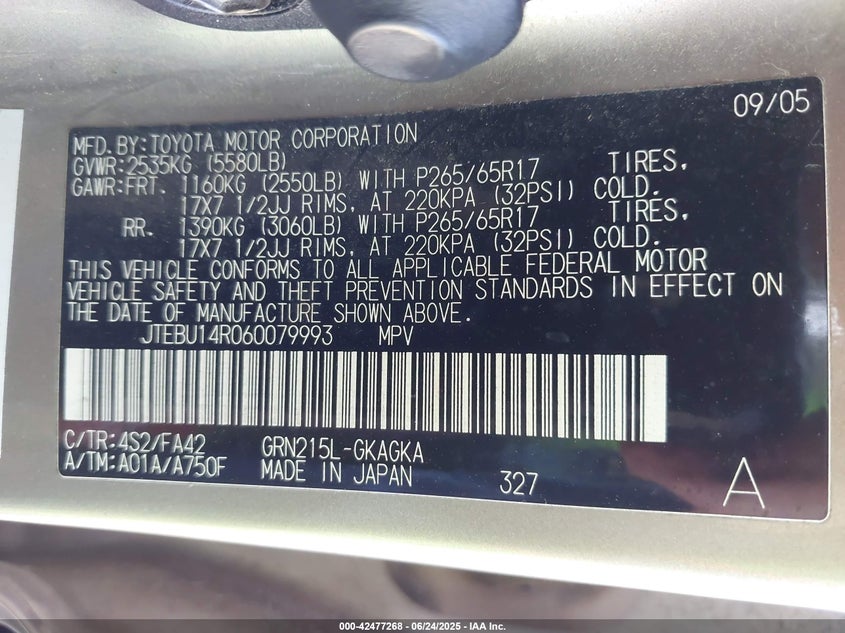 09/05
MFD. BY: TOYOTA MOTOR CORPORATION
GVWR: 2535KG (5580LB)
GAWR: FRT. 1160KG (2550LB) WITH P265/65R17 TIRES,
17X7 1/2JJ RIMS, AT 220KPA (32PSI) COLD.
RR. 1390KG (3060LB) WITH P265/65R17 TIRES,
17X7 1/2JJ RIMS, AT 220KPA (32PSI) COLD.
THIS VEHICLE CONFORMS TO ALL APPLICABLE FEDERAL MOTOR
VEHICLE SAFETY AND THEFT PREVENTION STANDARDS IN EFFECT ON
THE DATE OF MANUFACTURE SHOWN ABOVE.
JTEBU14R060079993 MPV
C/TR: 4S2/FA42 GRN215L-GKAGKA
A/TM: A01A/A750F MADE IN JAPAN 327 A
000-42477268 - 06/24/2025 - IAA Inc.